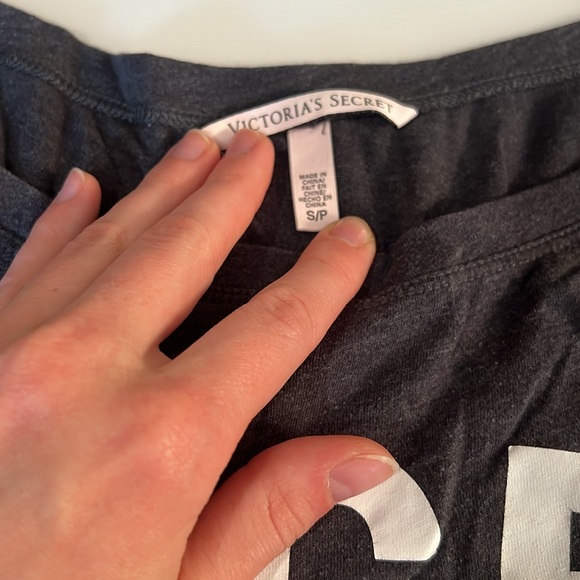 VICTORIA'S SECRET
MADE IN
CHINA/
FAIT EN
CHINE/
HECHO EN
CHINA
S/P